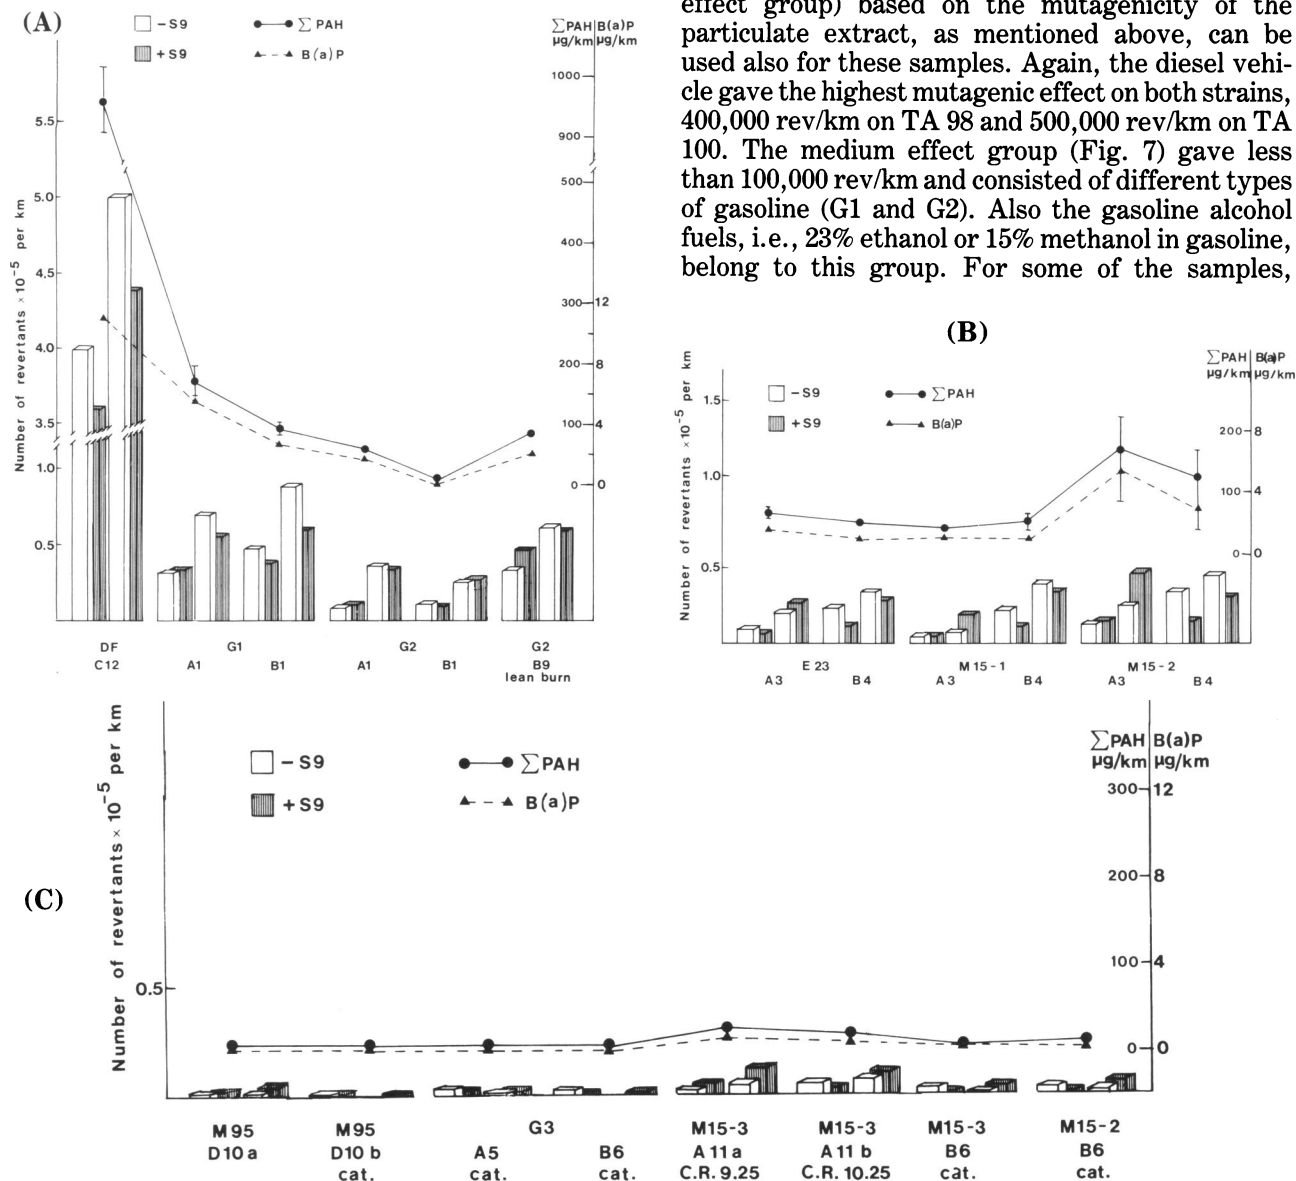 (A)
-S9
+S9
∑PAH
B(a)P
∑PAH B(a)P
µg/km µg/km
Number of revertants ×10⁻⁵ per km
5.5
5.0
4.5
4.0
3.5
1.0
0.5
1000
900
500
400
300 12
200 8
100 4
0 0
DF G1 G2 G2
C12 A1 B1 A1 B1 B9
lean burn
effect group) based on the mutagenicity of the
particulate extract, as mentioned above, can be
used also for these samples. Again, the diesel vehi-
cle gave the highest mutagenic effect on both strains,
400,000 rev/km on TA 98 and 500,000 rev/km on TA
100. The medium effect group (Fig. 7) gave less
than 100,000 rev/km and consisted of different types
of gasoline (G1 and G2). Also the gasoline alcohol
fuels, i.e., 23% ethanol or 15% methanol in gasoline,
belong to this group. For some of the samples,
(B)
-S9
+S9
∑PAH
B(a)P
∑PAH B(a)P
µg/km µg/km
Number of revertants ×10⁻⁵ per km
1.5
1.0
0.5
200 8
100 4
0 0
E23 M15-1 M15-2
A3 B4 A3 B4 A3 B4
(C)
-S9
+S9
∑PAH
B(a)P
∑PAH B(a)P
µg/km µg/km
Number of revertants × 10⁻⁵ per km
0.5
300 12
200 8
100 4
0 0
M95 M95 G3 M15-3 M15-3 M15-3 M15-2
D10a D10b A5 B6 A11a A11b B6 B6
cat. cat. cat. C.R. 9.25 C.R. 10.25 cat. cat.